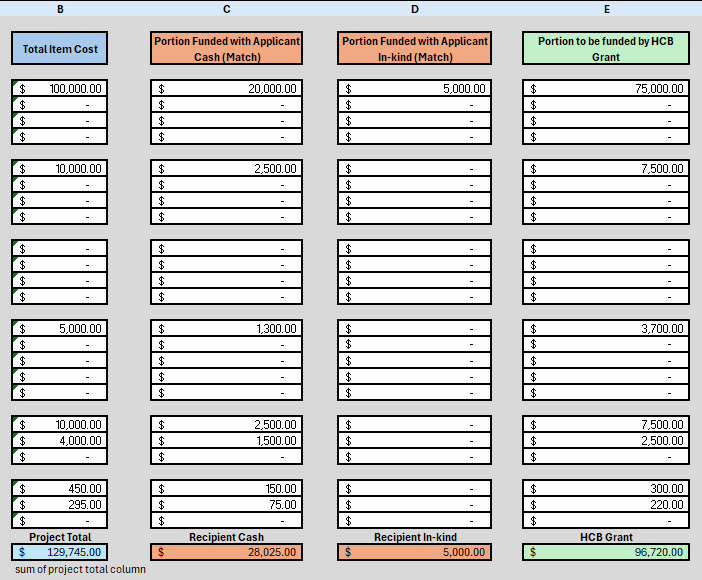 B C D E
Total Item Cost Portion Funded with Applicant Cash (Match) Portion Funded with Applicant In-kind (Match) Portion to be funded by HCB Grant
$ 100,000.00 $ 20,000.00 $ 5,000.00 $ 75,000.00
$ - $ - $ - $ -
$ - $ - $ - $ -
$ - $ - $ - $ -
$ 10,000.00 $ 2,500.00 $ - $ 7,500.00
$ - $ - $ - $ -
$ - $ - $ - $ -
$ - $ - $ - $ -
$ - $ - $ - $ -
$ - $ - $ - $ -
$ - $ - $ - $ -
$ - $ - $ - $ -
$ 5,000.00 $ 1,300.00 $ - $ 3,700.00
$ - $ - $ - $ -
$ - $ - $ - $ -
$ - $ - $ - $ -
$ - $ - $ - $ -
$ 10,000.00 $ 2,500.00 $ - $ 7,500.00
$ 4,000.00 $ 1,500.00 $ - $ 2,500.00
$ - $ - $ - $ -
$ 450.00 $ 150.00 $ - $ 300.00
$ 295.00 $ 75.00 $ - $ 220.00
$ - $ - $ - $ -
Project Total Recipient Cash Recipient In-kind HCB Grant
$ 129,745.00 $ 28,025.00 $ 5,000.00 $ 96,720.00
sum of project total column